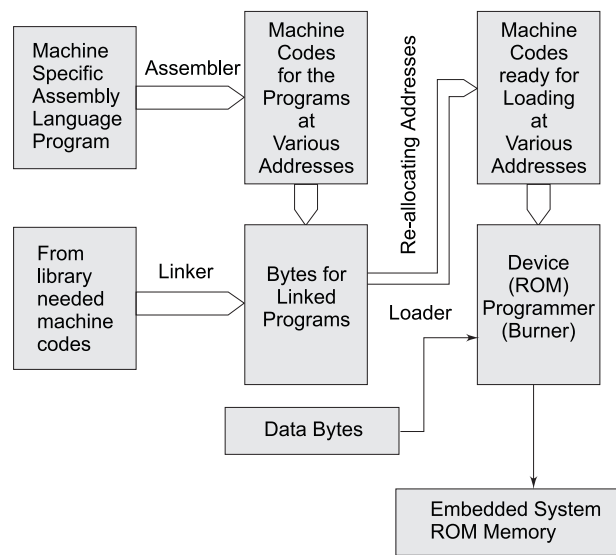 Machine
Specific
Assembly
Language
Program
Assembler
Machine
Codes
for the
Programs
at
Various
Addresses
Re-allocating Addresses
Machine
Codes
ready for
Loading
at
Various
Addresses
From
library
needed
machine
codes
Linker
Bytes for
Linked
Programs
Loader
Device
(ROM)
Programmer
(Burner)
Data Bytes
Embedded System
ROM Memory